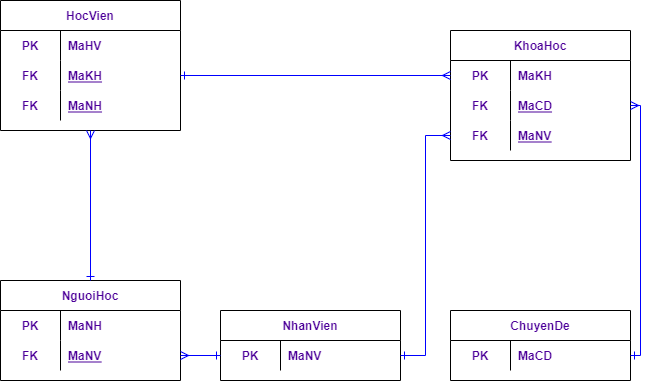 HocVien
PK MaHV
FK MaKH
FK MaNH
KhoaHoc
PK MaKH
FK MaCD
FK MaNV
NguoiHoc
PK MaNH
FK MaNV
NhanVien
PK MaNV
ChuyenDe
PK MaCD